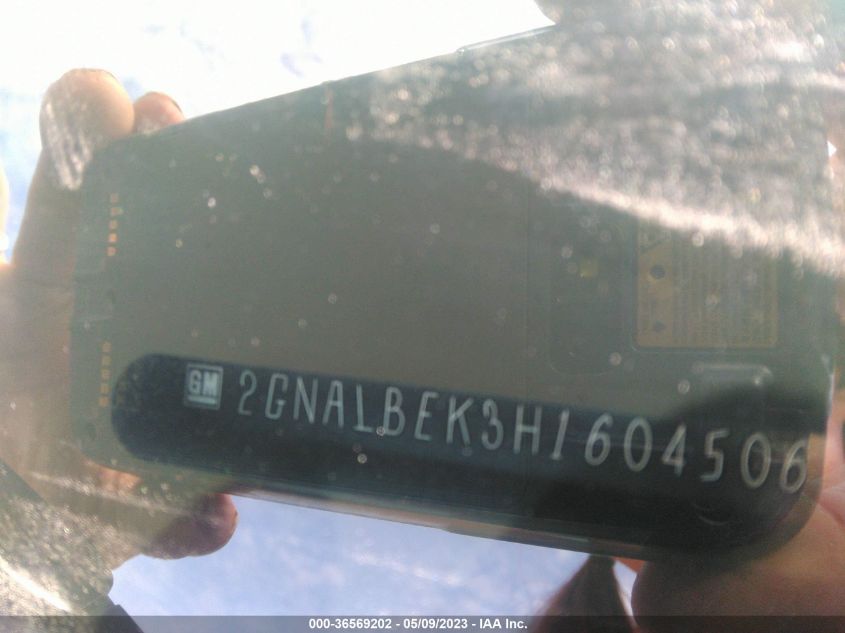 GM 2GNALBEK3H1604506
000-36569202 - 05/09/2023 - IAA Inc.